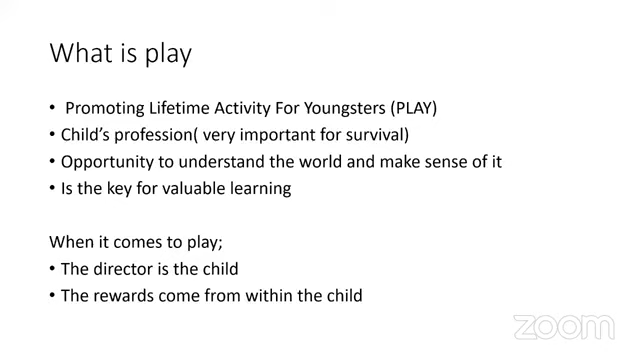 What is play
• Promoting Lifetime Activity For Youngsters (PLAY)
• Child's profession( very important for survival)
• Opportunity to understand the world and make sense of it
• Is the key for valuable learning
When it comes to play;
• The director is the child
• The rewards come from within the child
zoom